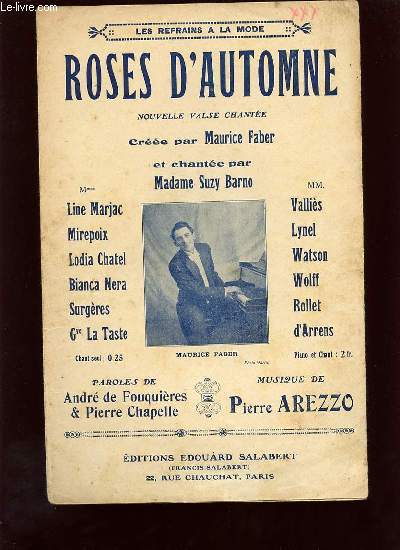 Le-livre.com
XXX
LES REFRAINS A LA MODE
ROSES D'AUTOMNE
NOUVELLE VALSE CHANTÉE
Créée par Maurice Faber
et chantée par
Madame Suzy Barno
Mmes
Line Marjac
Mirepoix
Lodia Chatel
Bianca Nera
Surgères
Gve La Taste
Chant seul : 0.25
MM.
Valliès
Lynel
Watson
Wolff
Rollet
d'Arrens
Piano et Chant : 2 fr.
MAURICE FABER
PAROLES DE
André de Fouquières
& Pierre Chapelle
MUSIQUE DE
Pierre AREZZO
ÉDITIONS EDOUARD SALABERT
(FRANCIS SALABERT)
22, RUE CHAUCHAT, PARIS